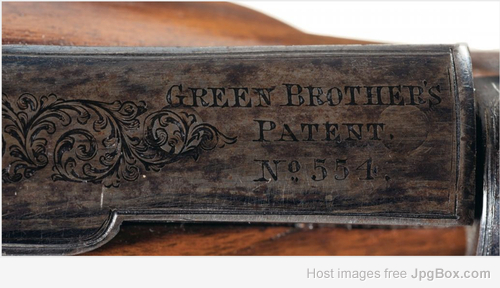 GREEN BROTHER'S
PATENT.
No 554.
Host images free JpgBox.com